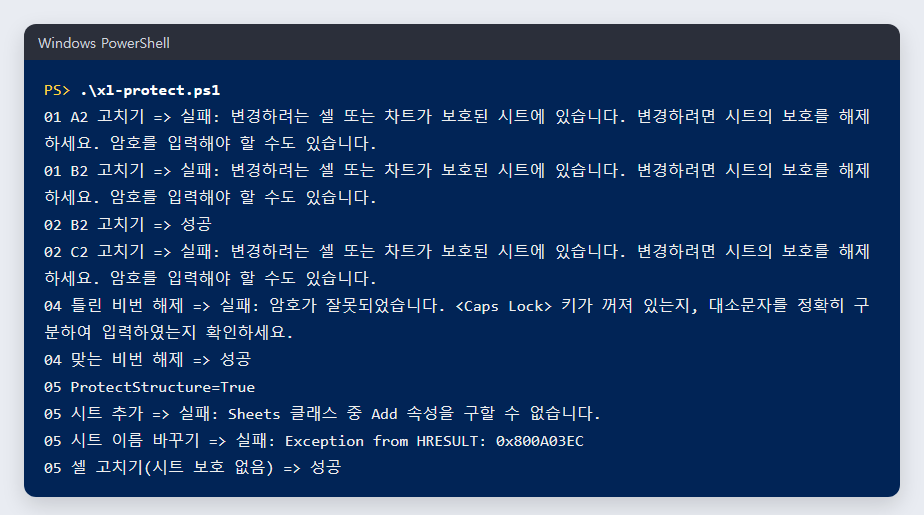 Windows PowerShell
PS> .\xl-protect.ps1
01 A2 고치기 => 실패: 변경하려는 셀 또는 차트가 보호된 시트에 있습니다. 변경하려면 시트의 보호를 해제
하세요. 암호를 입력해야 할 수도 있습니다.
01 B2 고치기 => 실패: 변경하려는 셀 또는 차트가 보호된 시트에 있습니다. 변경하려면 시트의 보호를 해제
하세요. 암호를 입력해야 할 수도 있습니다.
02 B2 고치기 => 성공
02 C2 고치기 => 실패: 변경하려는 셀 또는 차트가 보호된 시트에 있습니다. 변경하려면 시트의 보호를 해제
하세요. 암호를 입력해야 할 수도 있습니다.
04 틀린 비번 해제 => 실패: 암호가 잘못되었습니다. <Caps Lock> 키가 꺼져 있는지, 대소문자를 정확히 구
분하여 입력하였는지 확인하세요.
04 맞는 비번 해제 => 성공
05 ProtectStructure=True
05 시트 추가 => 실패: Sheets 클래스 중 Add 속성을 구할 수 없습니다.
05 시트 이름 바꾸기 => 실패: Exception from HRESULT: 0x800A03EC
05 셀 고치기(시트 보호 없음) => 성공